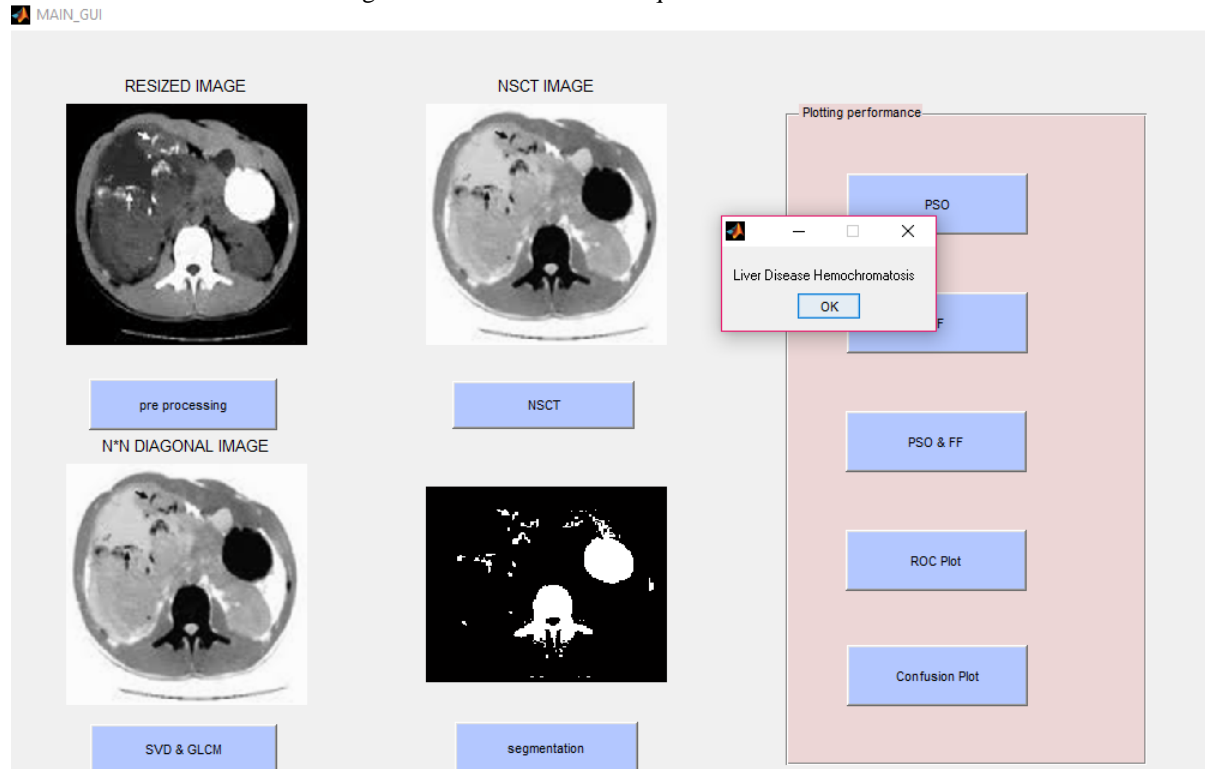 MAIN_GUI
RESIZED IMAGE
NSCT IMAGE
Plotting performance
PSO
Liver Disease Hemochromatosis
OK
F
pre processing
NSCT
PSO & FF
N*N DIAGONAL IMAGE
ROC Plot
Confusion Plot
SVD & GLCM
segmentation